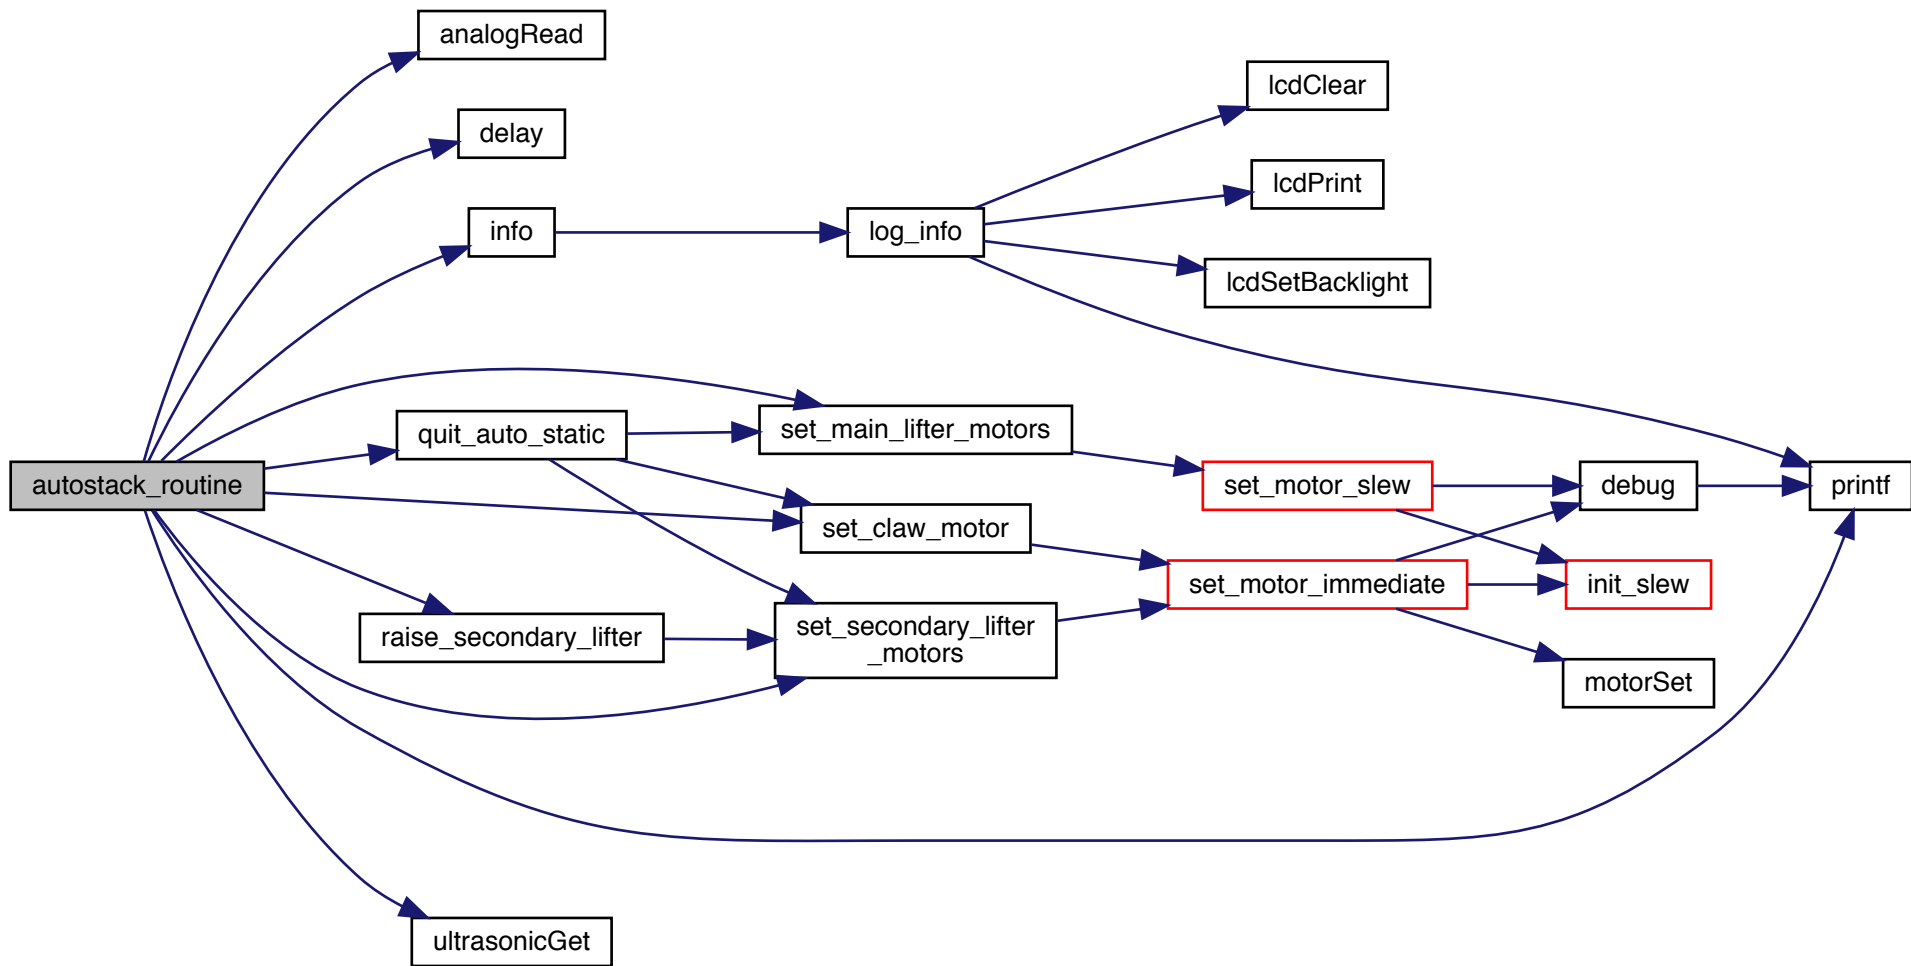 analogRead
lcdClear
delay
lcdPrint
info
log_info
lcdSetBacklight
quit_auto_static
set_main_lifter_motors
autostack_routine
set_motor_slew
debug
printf
set_claw_motor
set_motor_immediate
init_slew
raise_secondary_lifter
set_secondary_lifter
_motors
motorSet
ultrasonicGet